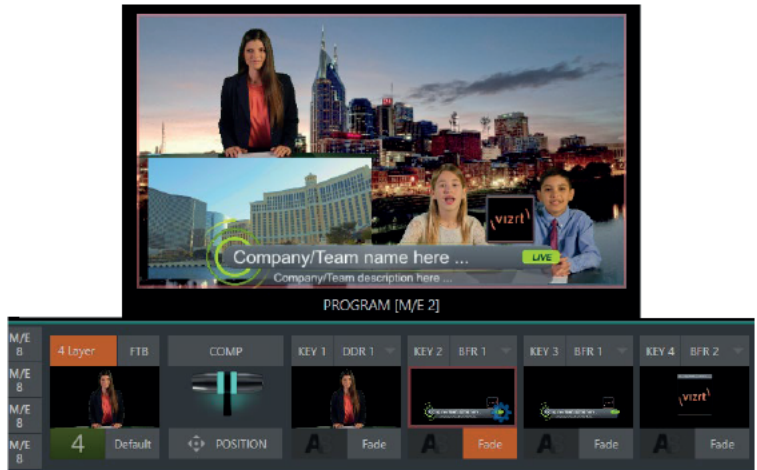 (vizrt)
Company/Team name here ... LIVE
Company/Team description here ...
PROGRAM [M/E 2]
M/E 8
M/E 8
M/E 8
M/E 8
4 Layer FTB COMP KEY 1 DDR 1 KEY 2 BFR 1 KEY 3 BFR 1 KEY 4 BFR 2
(vizrt)
4 Default POSITION A Fade A Fade A Fade A Fade